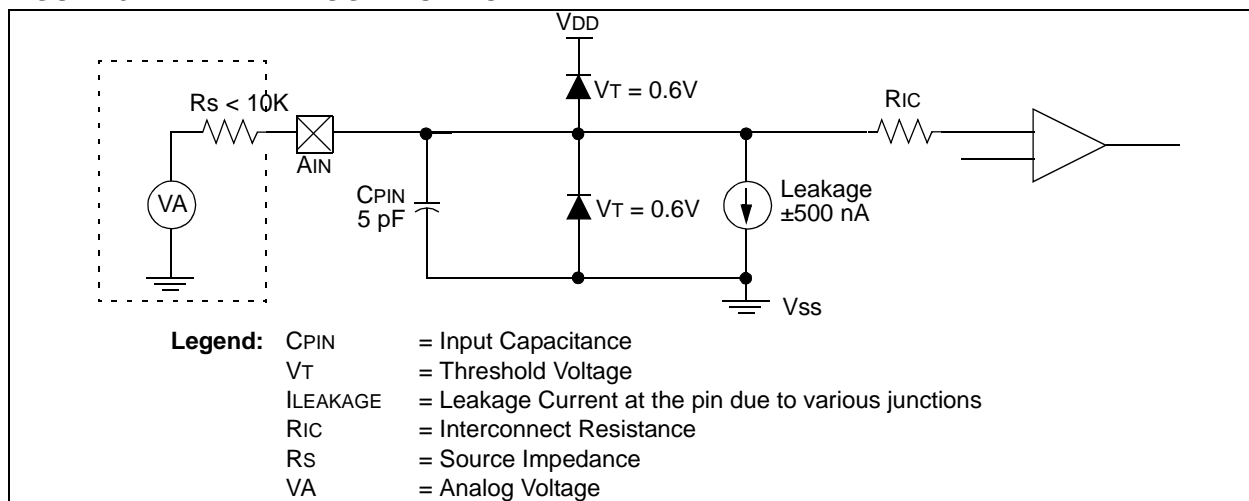 VDD
VT = 0.6V
RIC
RS < 10K
AIN
CPIN
5 pF
VA
VT = 0.6V
Leakage
±500 nA
VSS
Legend: CPIN = Input Capacitance
VT = Threshold Voltage
ILEAKAGE = Leakage Current at the pin due to various junctions
RIC = Interconnect Resistance
RS = Source Impedance
VA = Analog Voltage